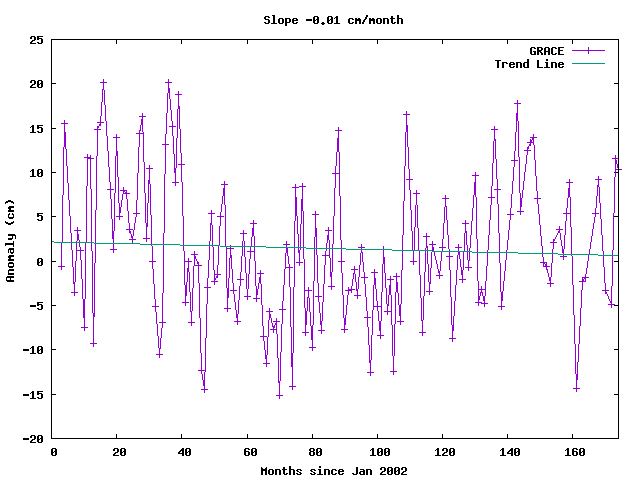 Slope -0.01 cm/month
25
20
15
10
5
0
-5
-10
-15
-20
Anomaly (cm)
GRACE
Trend Line
0 20 40 60 80 100 120 140 160
Months since Jan 2002